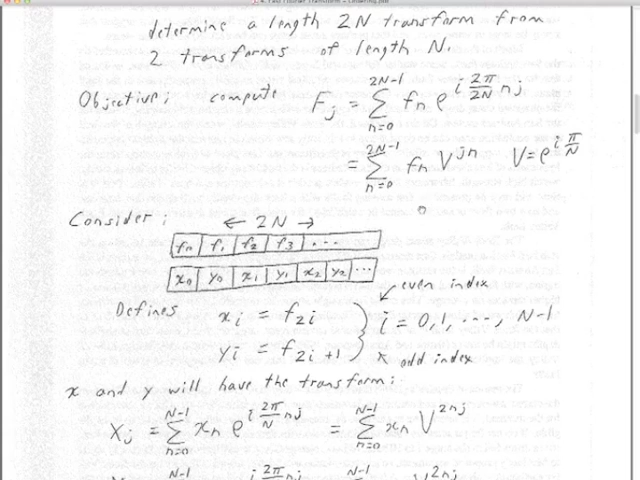 determine a length 2N transform from
2 transforms of length N.
Objective: compute F_j = Σ_{n=0}^{2N-1} f_n e^{i (2π/2N) nj}
= Σ_{n=0}^{2N-1} f_n V^{jn} V = e^{i π/N}
Consider: ← 2N →
f_0 f_1 f_2 f_3 ...
x_0 y_0 x_1 y_1 x_2 y_2 ...
even index
Defines x_i = f_{2i} } i = 0,1, ..., N-1
y_i = f_{2i+1}
odd index
x and y will have the transform:
X_j = Σ_{n=0}^{N-1} x_n e^{i (2π/N) nj} = Σ_{n=0}^{N-1} x_n V^{2nj}